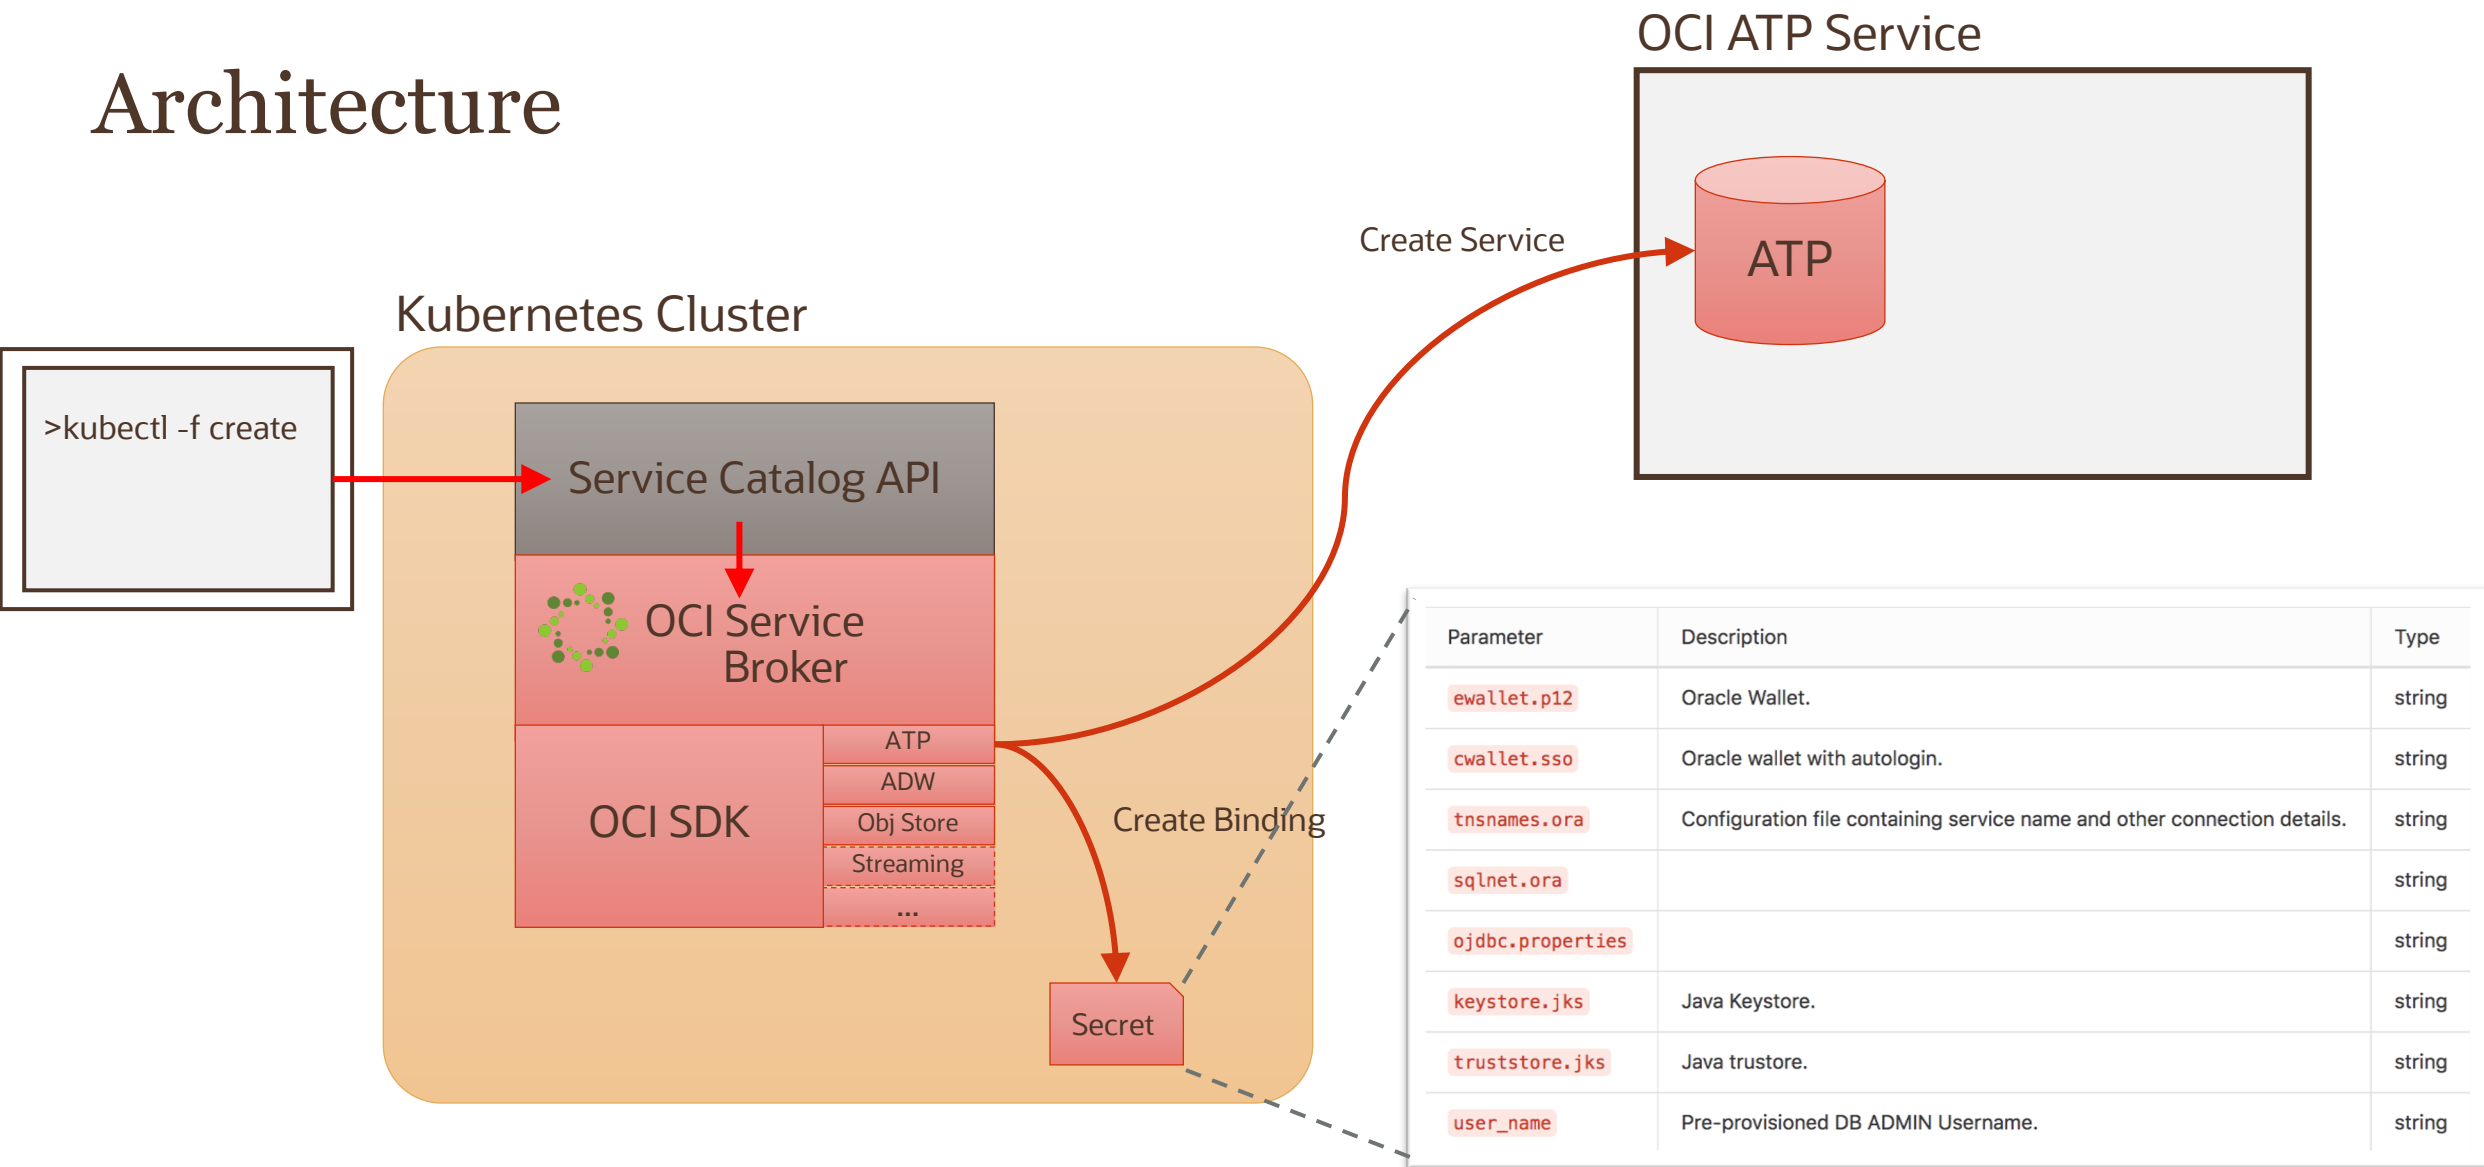 Architecture
OCI ATP Service
ATP
Create Service
Kubernetes Cluster
>kubectl -f create
Service Catalog API
OCI Service
Broker
OCI SDK
ATP
ADW
Obj Store
Streaming
...
Create Binding
Secret
Parameter Description Type
ewallet.p12 Oracle Wallet. string
cwallet.sso Oracle wallet with autologin. string
tnsnames.ora Configuration file containing service name and other connection details. string
sqlnet.ora string
ojdbc.properties string
keystore.jks Java Keystore. string
truststore.jks Java trustore. string
user_name Pre-provisioned DB ADMIN Username. string